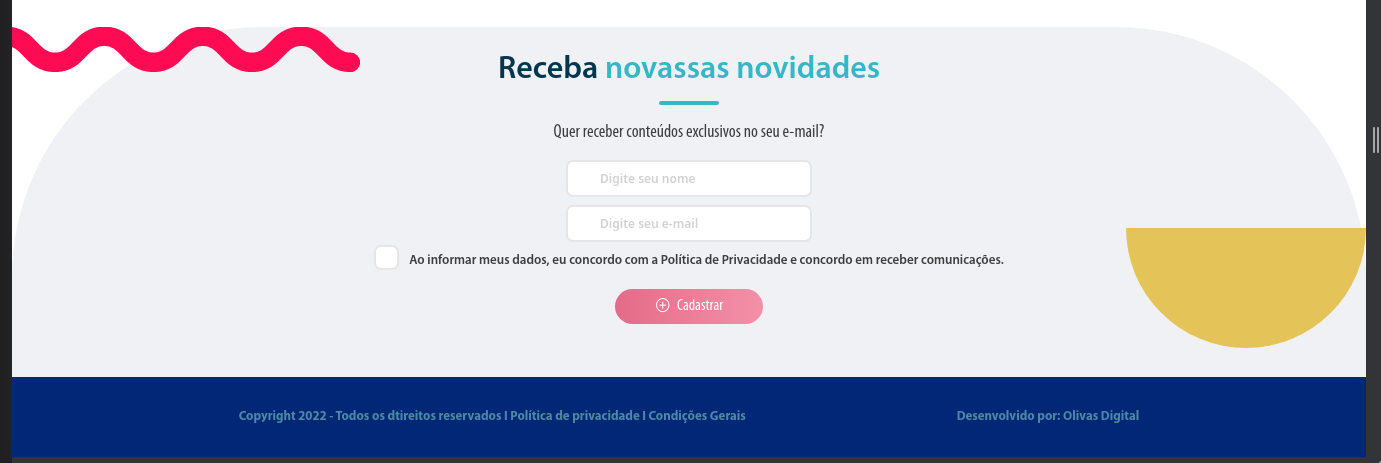 Receba novassas novidades
Quer receber conteúdos exclusivos no seu e-mail?
Digite seu nome
Digite seu e-mail
Ao informar meus dados, eu concordo com a Política de Privacidade e concordo em receber comunicações.
Cadastrar
Copyright 2022 - Todos os dtireitos reservados I Política de privacidade I Condições Gerais
Desenvolvido por: Olivas Digital